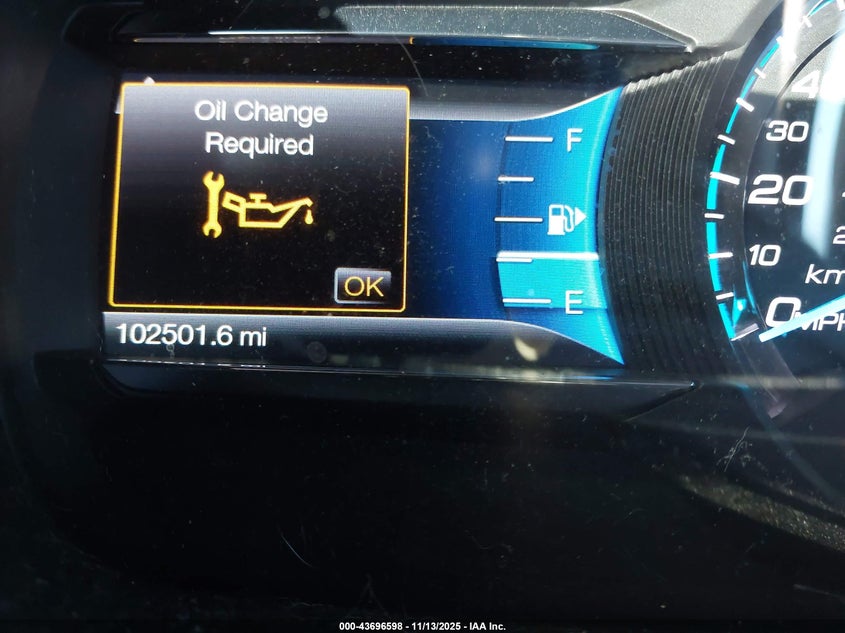 Oil Change
Required
OK
102501.6 mi
F
E
30
20
10
0 MPH
km
000-43696598 - 11/13/2025 - IAA Inc.